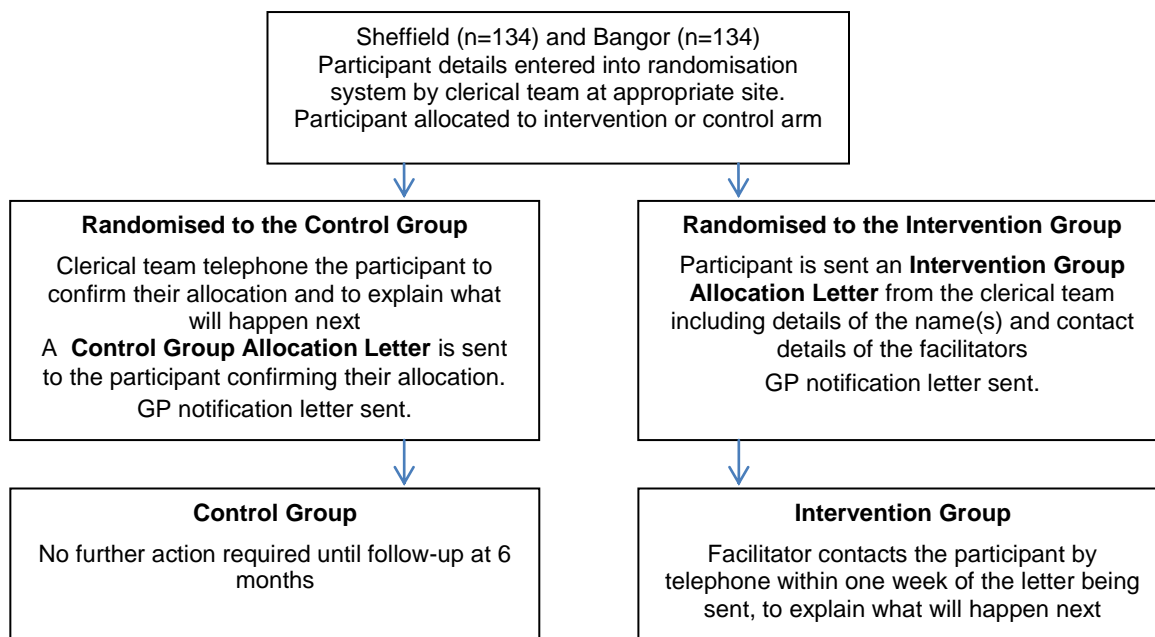 Sheffield (n=134) and Bangor (n=134)
Participant details entered into randomisation
system by clerical team at appropriate site.
Participant allocated to intervention or control arm
Randomised to the Control Group
Clerical team telephone the participant to
confirm their allocation and to explain what
will happen next
A Control Group Allocation Letter is sent
to the participant confirming their allocation.
GP notification letter sent.
Randomised to the Intervention Group
Participant is sent an Intervention Group
Allocation Letter from the clerical team
including details of the name(s) and contact
details of the facilitators
GP notification letter sent.
Control Group
No further action required until follow-up at 6
months
Intervention Group
Facilitator contacts the participant by
telephone within one week of the letter being
sent, to explain what will happen next